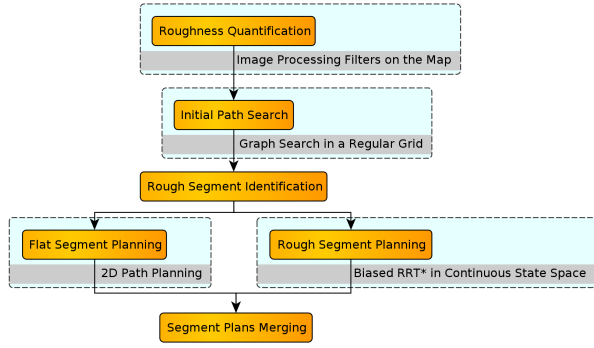 Roughness Quantification
Image Processing Filters on the Map
Initial Path Search
Graph Search in a Regular Grid
Rough Segment Identification
Flat Segment Planning
2D Path Planning
Rough Segment Planning
Biased RRT* in Continuous State Space
Segment Plans Merging